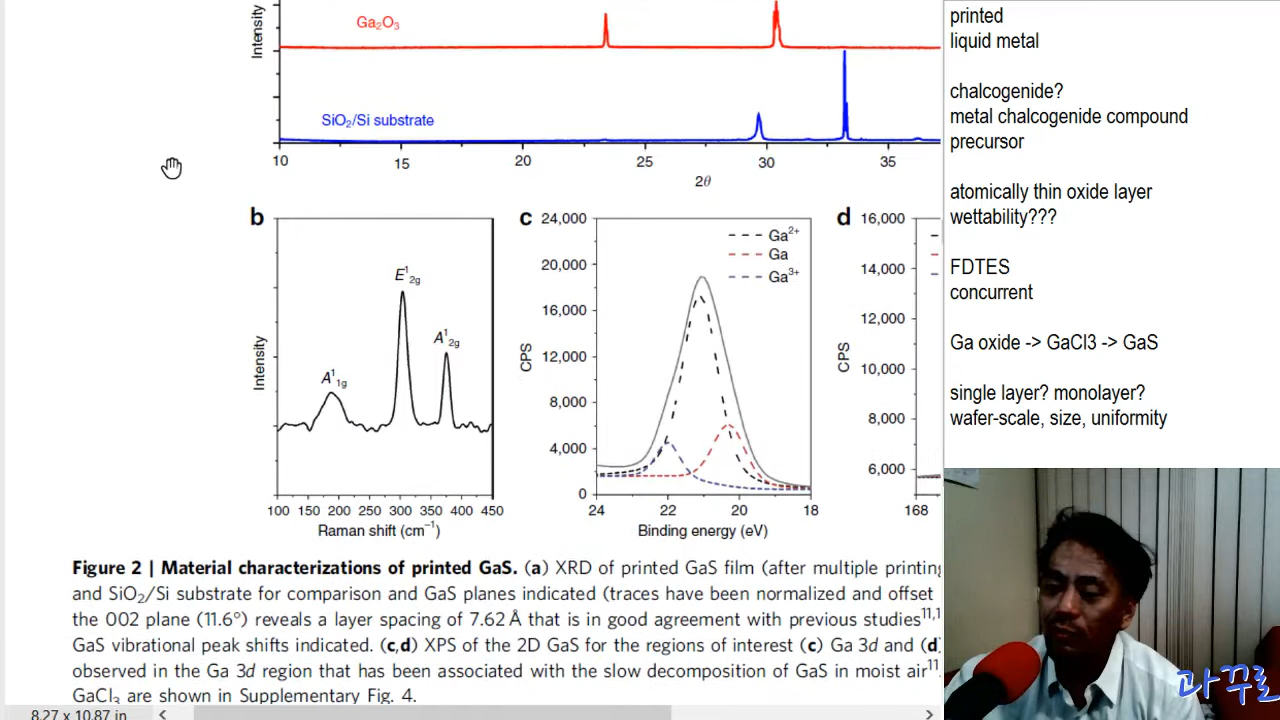 Intensity
Ga2O3
SiO2/Si substrate
10 15 20 25 30 35
2θ
b
Intensity
A¹1g
E¹2g
A¹2g
100 150 200 250 300 350 400 450
Raman shift (cm⁻¹)
c
CPS
24,000
20,000
16,000
12,000
8,000
4,000
0
Ga²⁺
Ga
Ga³⁺
24 22 20 18
Binding energy (eV)
d
CPS
16,000
14,000
12,000
10,000
8,000
6,000
168
Figure 2 | Material characterizations of printed GaS. (a) XRD of printed GaS film (after multiple printing
and SiO2/Si substrate for comparison and GaS planes indicated (traces have been normalized and offset
the 002 plane (11.6°) reveals a layer spacing of 7.62 Å that is in good agreement with previous studies¹¹,¹
GaS vibrational peak shifts indicated. (c,d) XPS of the 2D GaS for the regions of interest (c) Ga 3d and (d)
observed in the Ga 3d region that has been associated with the slow decomposition of GaS in moist air¹¹
GaCl3 are shown in Supplementary Fig. 4.
8.27 x 10.87 in
printed
liquid metal
chalcogenide?
metal chalcogenide compound
precursor
atomically thin oxide layer
wettability???
FDTES
concurrent
Ga oxide -> GaCl3 -> GaS
single layer? monolayer?
wafer-scale, size, uniformity
과꾸로